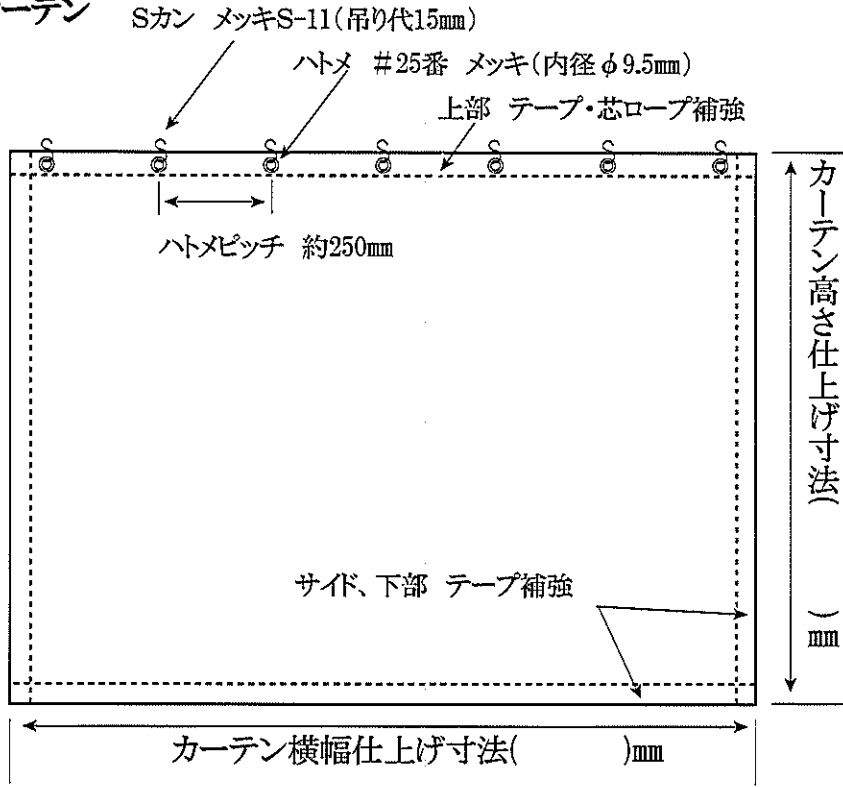 ーテン
Sカン メッキS-11(吊り代15㎜)
ハトメ #25番 メッキ(内径φ9.5㎜)
上部 テープ・芯ロープ補強
ハトメピッチ 約250㎜
カーテン高さ仕上げ寸法( )㎜
サイド、下部 テープ補強
カーテン横幅仕上げ寸法( )㎜